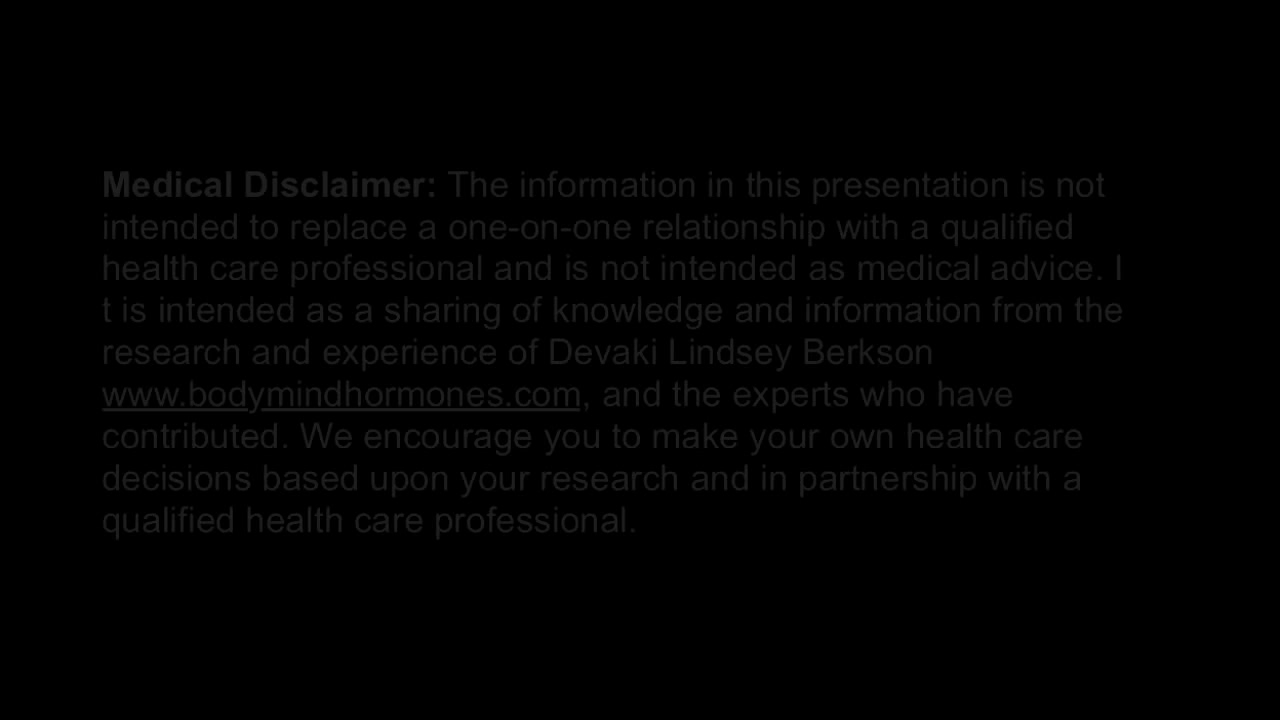 Medical Disclaimer: The information in this presentation is not
intended to replace a one-on-one relationship with a qualified
health care professional and is not intended as medical advice. I
t is intended as a sharing of knowledge and information from the
research and experience of Devaki Lindsey Berkson
www.bodymindhormones.com, and the experts who have
contributed. We encourage you to make your own health care
decisions based upon your research and in partnership with a
qualified health care professional.